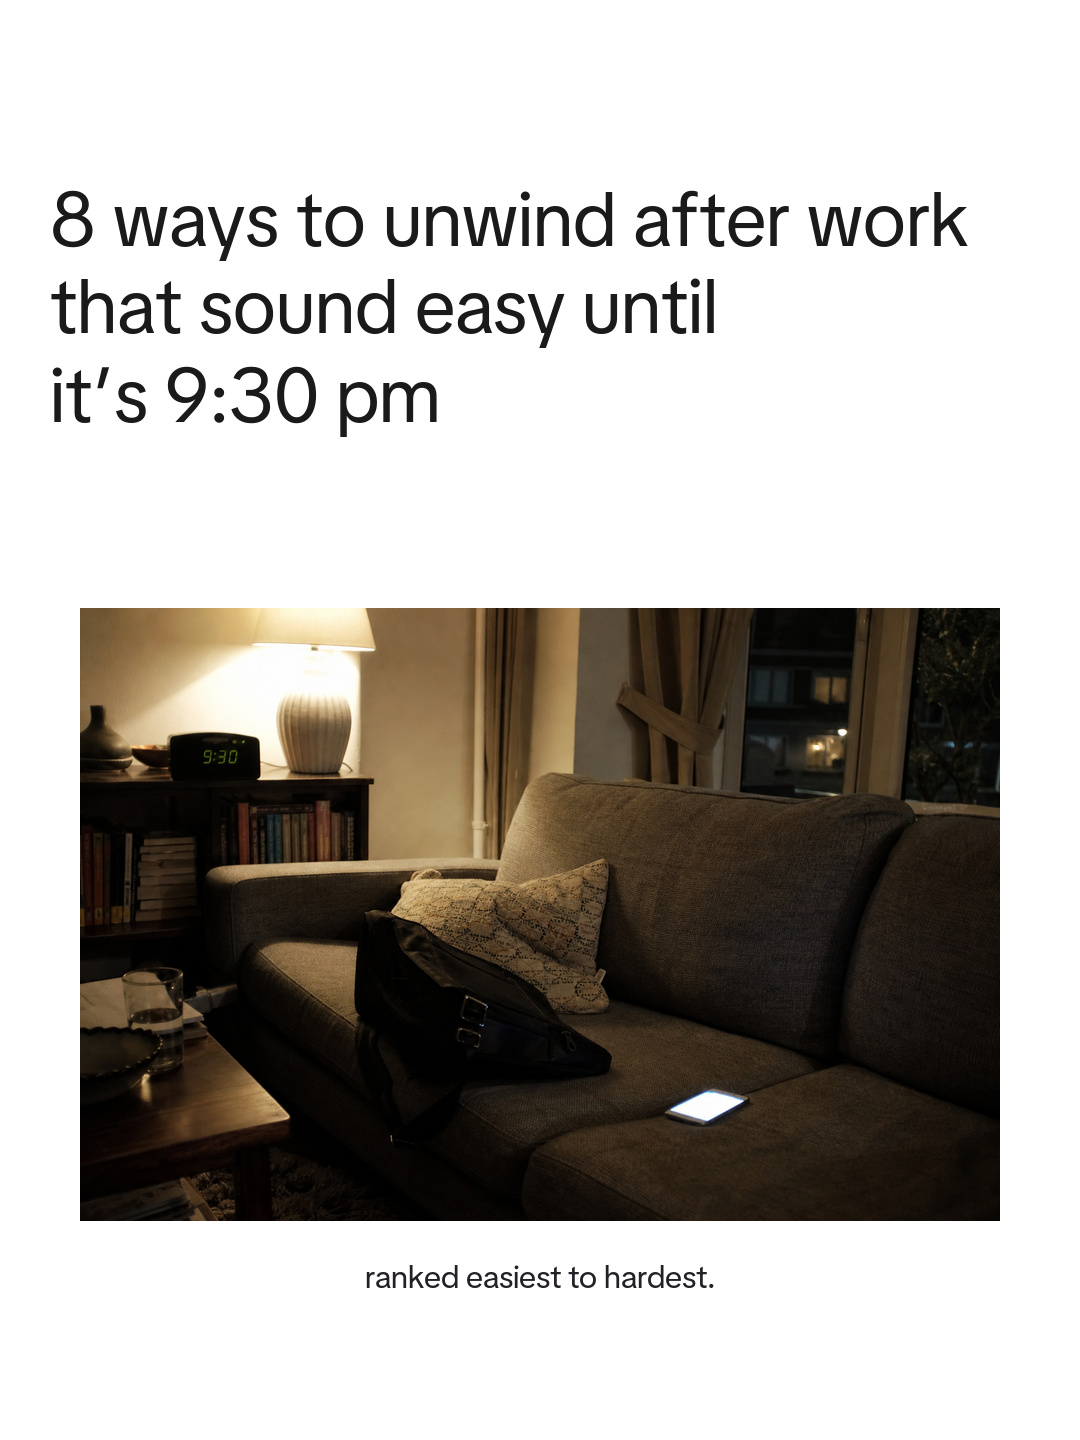 8 ways to unwind after work
that sound easy until
it’s 9:30 pm
9:30
ranked easiest to hardest.